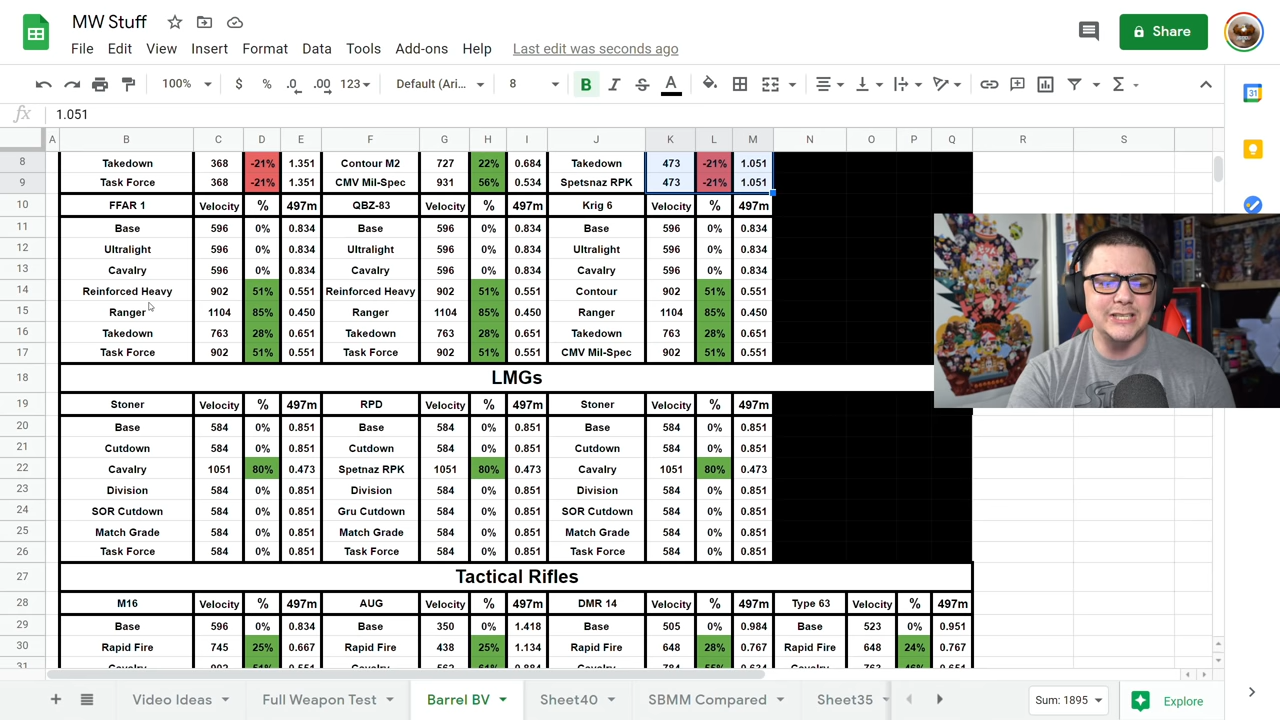 MW Stuff
File Edit View Insert Format Data Tools Add-ons Help Last edit was seconds ago
Share
100% $ % .0 .00 123 Default (Ari... 8 B I S A
fx 1.051
A B C D E F G H I J K L M N O P Q R S
8 Takedown 368 -21% 1.351 Contour M2 727 22% 0.684 Takedown 473 -21% 1.051
9 Task Force 368 -21% 1.351 CMV Mil-Spec 931 56% 0.534 Spetsnaz RPK 473 -21% 1.051
10 FFAR 1 Velocity % 497m QBZ-83 Velocity % 497m Krig 6 Velocity % 497m
11 Base 596 0% 0.834 Base 596 0% 0.834 Base 596 0% 0.834
12 Ultralight 596 0% 0.834 Ultralight 596 0% 0.834 Ultralight 596 0% 0.834
13 Cavalry 596 0% 0.834 Cavalry 596 0% 0.834 Cavalry 596 0% 0.834
14 Reinforced Heavy 902 51% 0.551 Reinforced Heavy 902 51% 0.551 Contour 902 51% 0.551
15 Ranger 1104 85% 0.450 Ranger 1104 85% 0.450 Ranger 1104 85% 0.450
16 Takedown 763 28% 0.651 Takedown 763 28% 0.651 Takedown 763 28% 0.651
17 Task Force 902 51% 0.551 Task Force 902 51% 0.551 CMV Mil-Spec 902 51% 0.551
18 LMGs
19 Stoner Velocity % 497m RPD Velocity % 497m Stoner Velocity % 497m
20 Base 584 0% 0.851 Base 584 0% 0.851 Base 584 0% 0.851
21 Cutdown 584 0% 0.851 Cutdown 584 0% 0.851 Cutdown 584 0% 0.851
22 Cavalry 1051 80% 0.473 Spetnaz RPK 1051 80% 0.473 Cavalry 1051 80% 0.473
23 Division 584 0% 0.851 Division 584 0% 0.851 Division 584 0% 0.851
24 SOR Cutdown 584 0% 0.851 Gru Cutdown 584 0% 0.851 SOR Cutdown 584 0% 0.851
25 Match Grade 584 0% 0.851 Match Grade 584 0% 0.851 Match Grade 584 0% 0.851
26 Task Force 584 0% 0.851 Task Force 584 0% 0.851 Task Force 584 0% 0.851
27 Tactical Rifles
28 M16 Velocity % 497m AUG Velocity % 497m DMR 14 Velocity % 497m Type 63 Velocity % 497m
29 Base 596 0% 0.834 Base 350 0% 1.418 Base 505 0% 0.984 Base 523 0% 0.951
30 Rapid Fire 745 25% 0.667 Rapid Fire 438 25% 1.134 Rapid Fire 648 28% 0.767 Rapid Fire 648 24% 0.767
Video Ideas Full Weapon Test Barrel BV Sheet40 SBMM Compared Sheet35 Sum: 1895 Explore